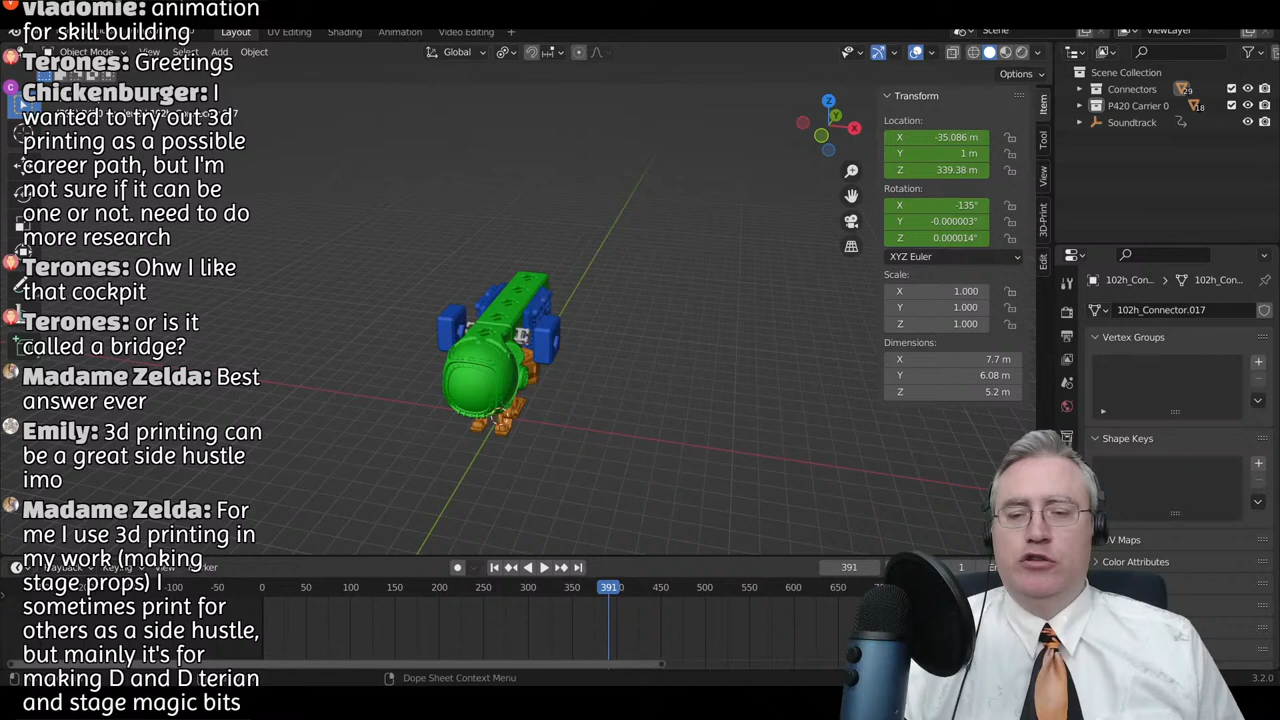 vladomie: animation
for skill building
Terones: Greetings
Chickenburger: I
wanted to try out 3d
printing as a possible
career path, but I'm
not sure if it can be
one or not. need to do
more research
Terones: Ohw I like
that cockpit
Terones: or is it
called a bridge?
Madame Zelda: Best
answer ever
Emily: 3d printing can
be a great side hustle
imo
Madame Zelda: For
me I use 3d printing in
my work (making
stage props) I
sometimes print for
others as a side hustle,
but mainly it's for
making D and D terian
and stage magic bits
Layout UV Editing Shading Animation Video Editing
Scene
ViewLayer
Object Mode View Select Add Object
Global
Options
Z
Y
X
Transform
Location:
X -35.086 m
Y 1 m
Z 339.38 m
Rotation:
X -135°
Y -0.000003°
Z 0.000014°
XYZ Euler
Scale:
X 1.000
Y 1.000
Z 1.000
Dimensions:
X 7.7 m
Y 6.08 m
Z 5.2 m
Item
Tool
View
3D-Print
Edit
Scene Collection
Connectors 29
P420 Carrier 0 18
Soundtrack
102h_Con... 102h_Con...
102h_Connector.017
Vertex Groups
Shape Keys
UV Maps
Color Attributes
Playback Keying View Marker
391 1
0 50 100 150 200 250 300 350 391 450 500 550 600 650
Dope Sheet Context Menu
3.2.0